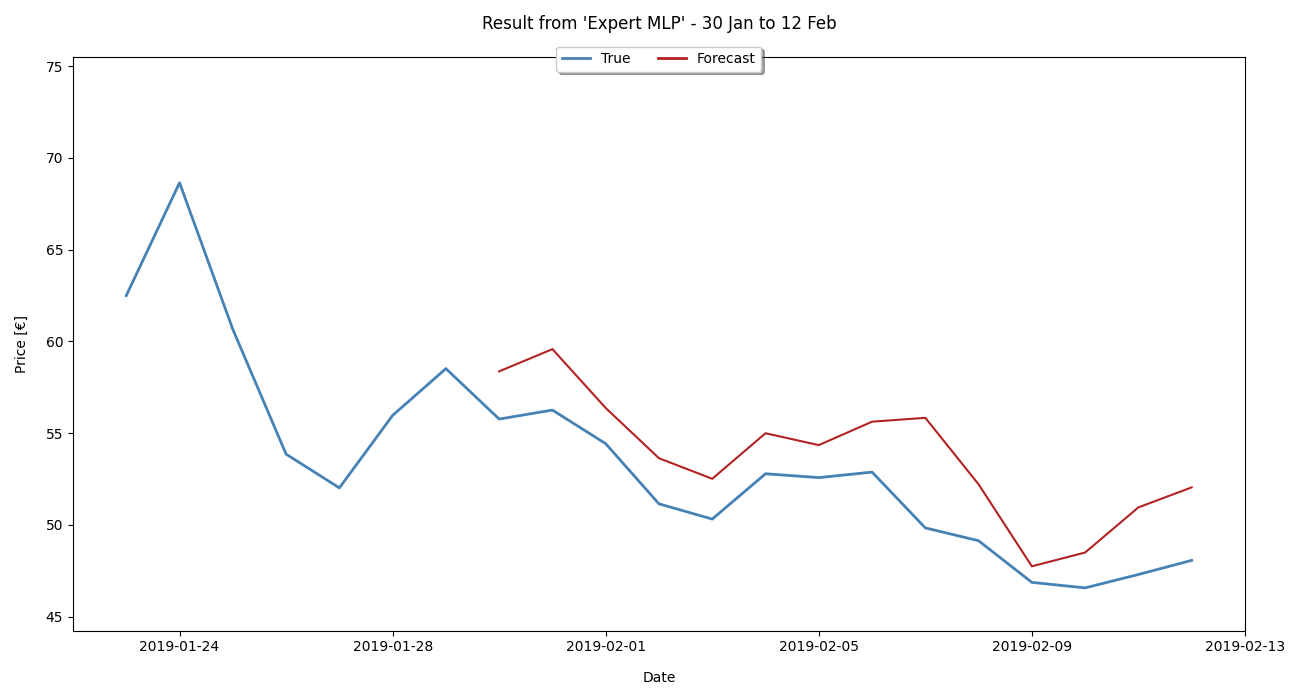 Result from 'Expert MLP' - 30 Jan to 12 Feb
True Forecast
75
70
65
60
55
50
45
Price [€]
2019-01-24 2019-01-28 2019-02-01 2019-02-05 2019-02-09 2019-02-13
Date